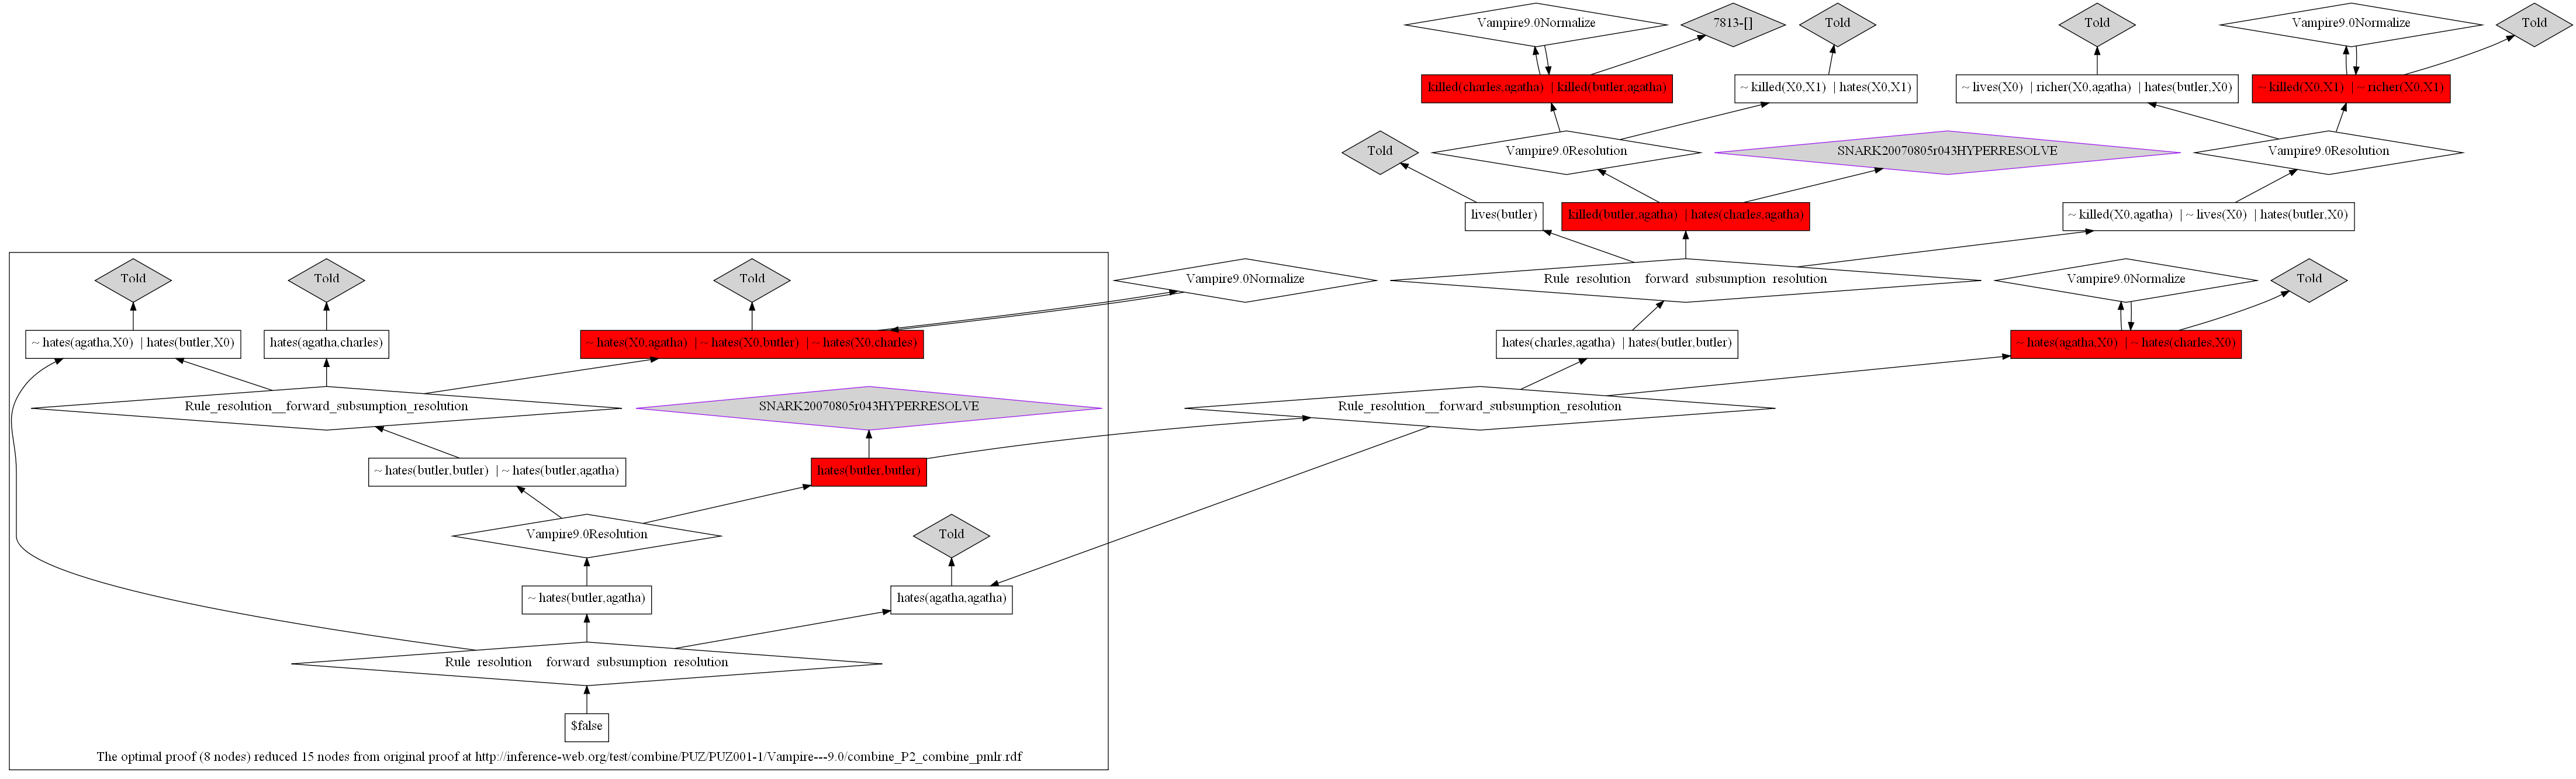 Vampire9.0Normalize
7813-[]
Told
Told
Vampire9.0Normalize
Told
killed(charles,agatha) | killed(butler,agatha)
~ killed(X0,X1) | hates(X0,X1)
~ lives(X0) | richer(X0,agatha) | hates(butler,X0)
~ killed(X0,X1) | ~ richer(X0,X1)
Told
Vampire9.0Resolution
SNARK20070805r043HYPERRESOLVE
Vampire9.0Resolution
lives(butler)
killed(butler,agatha) | hates(charles,agatha)
~ killed(X0,agatha) | ~ lives(X0) | hates(butler,X0)
Told
Told
Told
Vampire9.0Normalize
Rule resolution forward subsumption resolution
Vampire9.0Normalize
Told
~ hates(agatha,X0) | hates(butler,X0)
hates(agatha,charles)
~ hates(X0,agatha) | ~ hates(X0,butler) | ~ hates(X0,charles)
hates(charles,agatha) | hates(butler,butler)
~ hates(agatha,X0) | ~ hates(charles,X0)
Rule_resolution__forward_subsumption_resolution
SNARK20070805r043HYPERRESOLVE
Rule_resolution__forward_subsumption_resolution
~ hates(butler,butler) | ~ hates(butler,agatha)
hates(butler,butler)
Vampire9.0Resolution
Told
~ hates(butler,agatha)
hates(agatha,agatha)
Rule resolution forward subsumption resolution
$false
The optimal proof (8 nodes) reduced 15 nodes from original proof at http://inference-web.org/test/combine/PUZ/PUZ001-1/Vampire---9.0/combine_P2_combine_pmlr.rdf